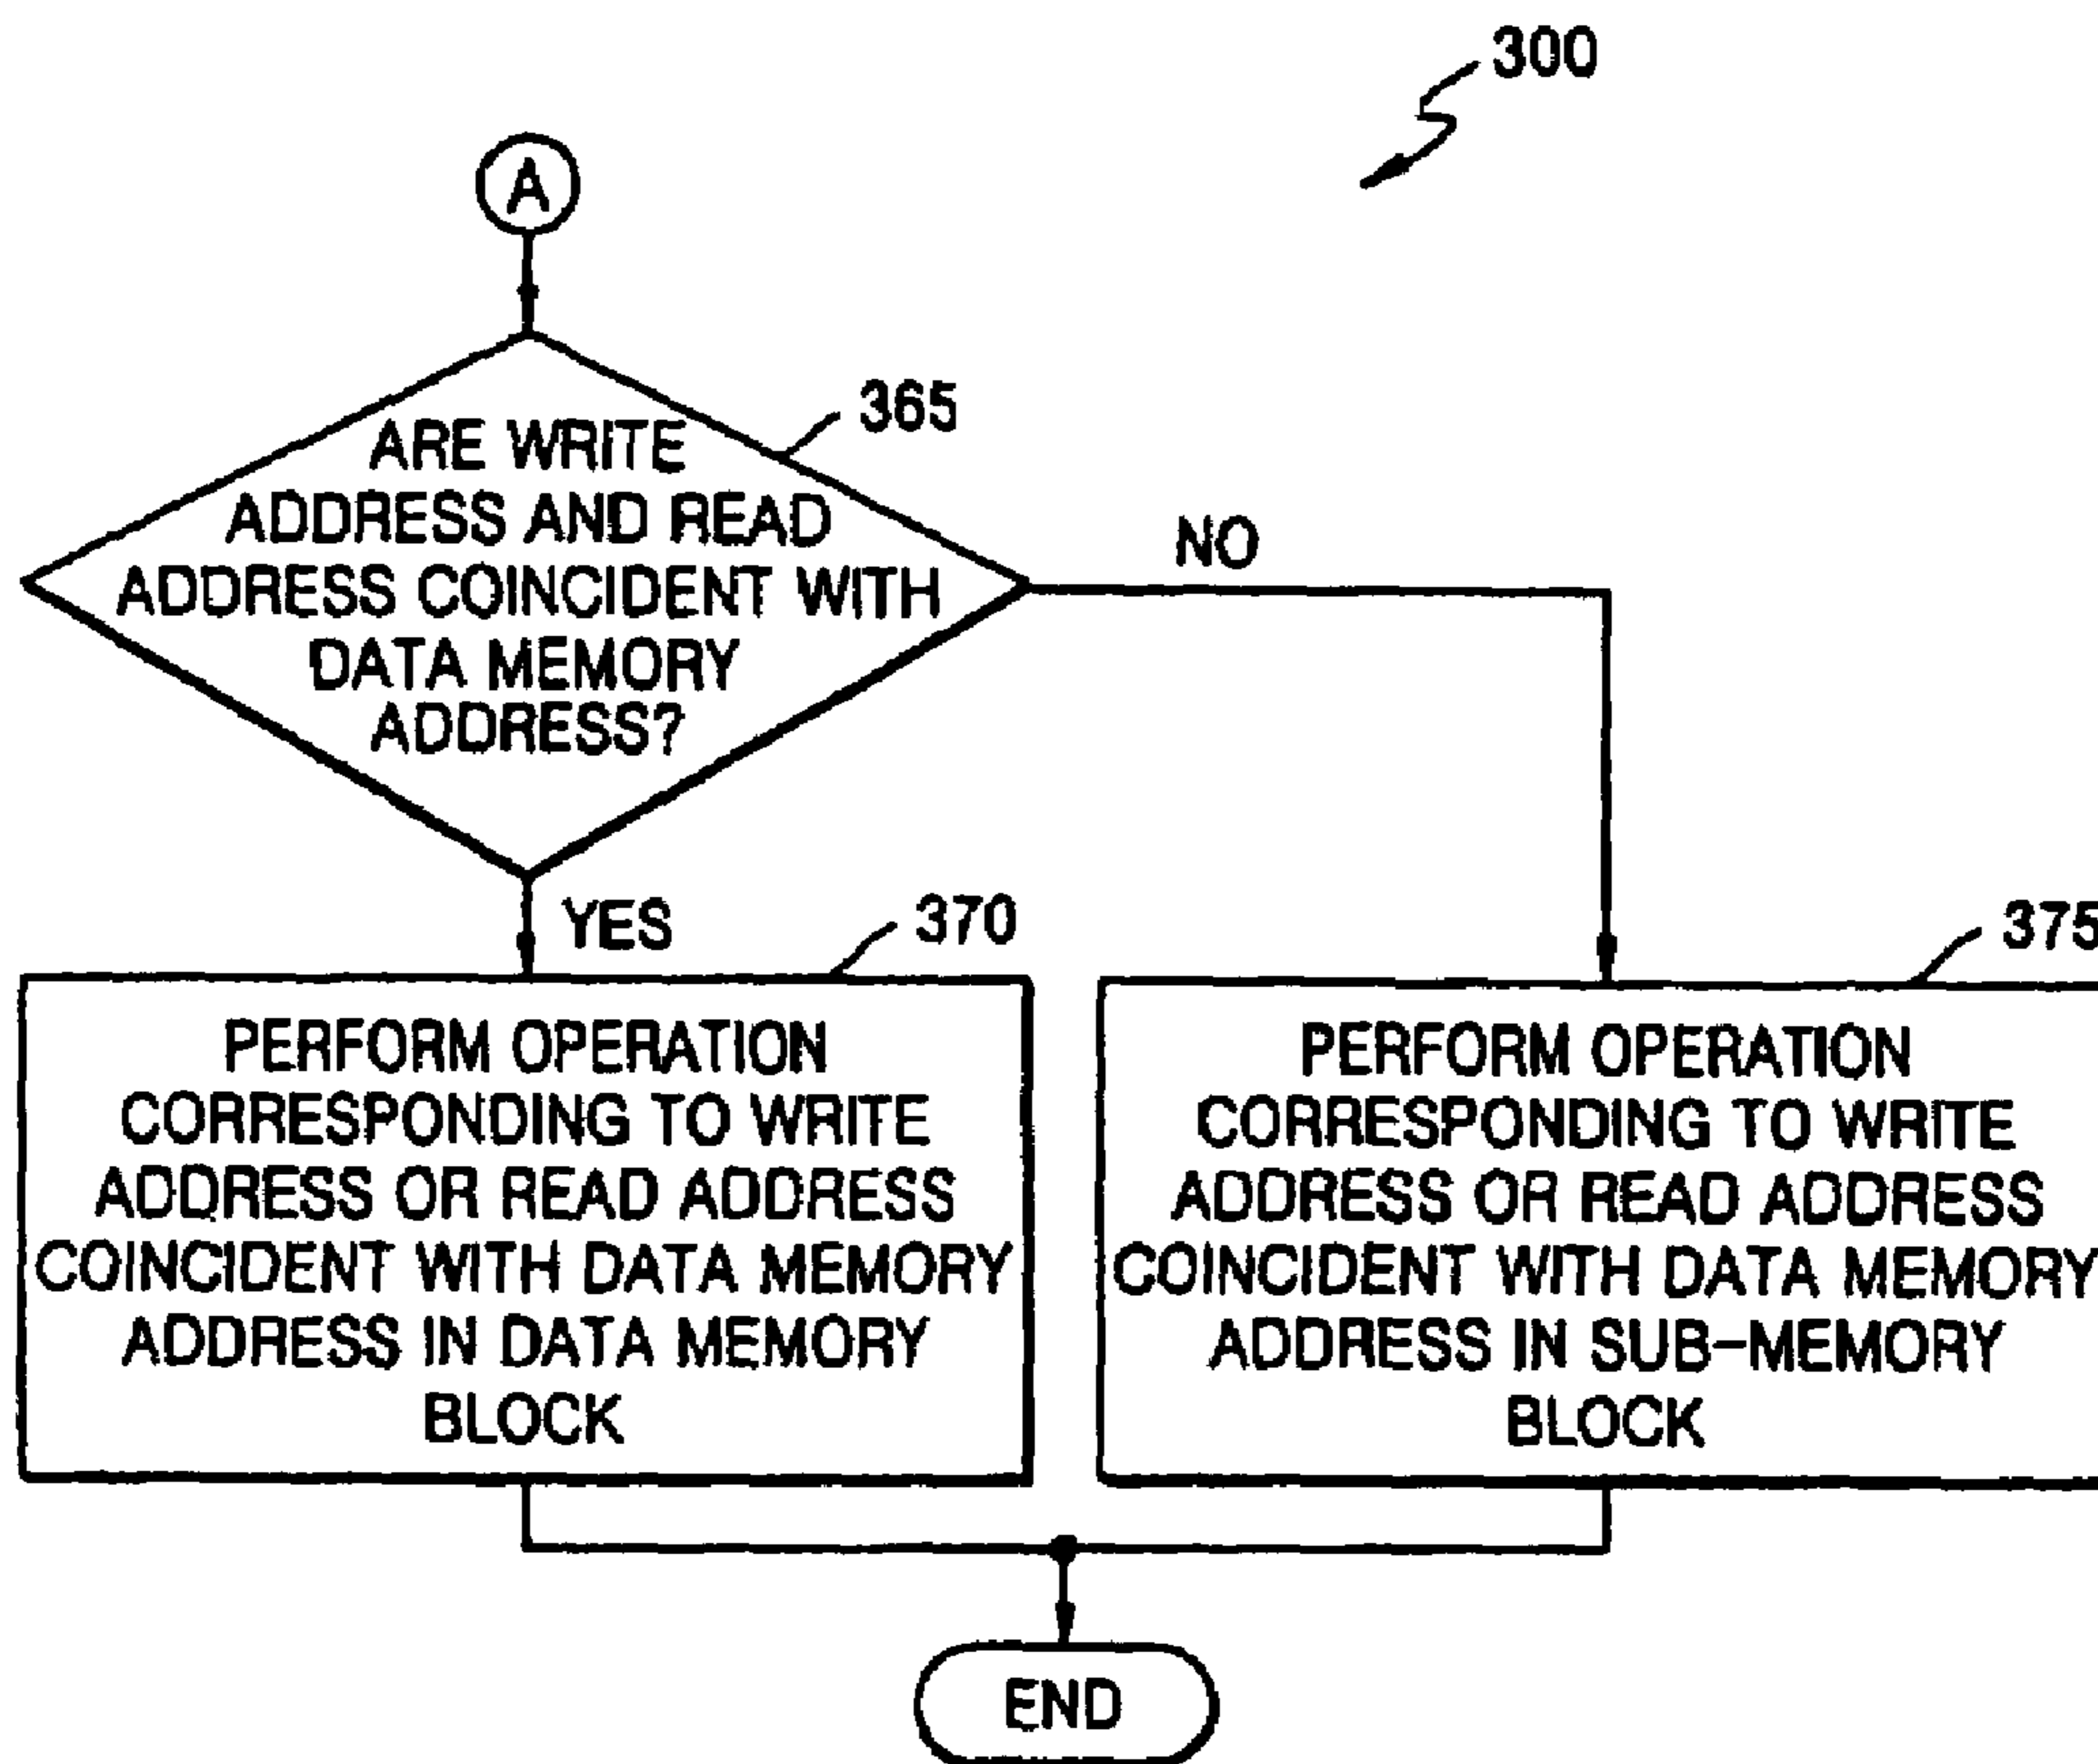 300
A
365
ARE WRITE
ADDRESS AND READ
ADDRESS COINCIDENT WITH
DATA MEMORY
ADDRESS?
NO
YES
370
PERFORM OPERATION
CORRESPONDING TO WRITE
ADDRESS OR READ ADDRESS
COINCIDENT WITH DATA MEMORY
ADDRESS IN DATA MEMORY
BLOCK
375
PERFORM OPERATION
CORRESPONDING TO WRITE
ADDRESS OR READ ADDRESS
COINCIDENT WITH DATA MEMORY
ADDRESS IN SUB-MEMORY
BLOCK
END